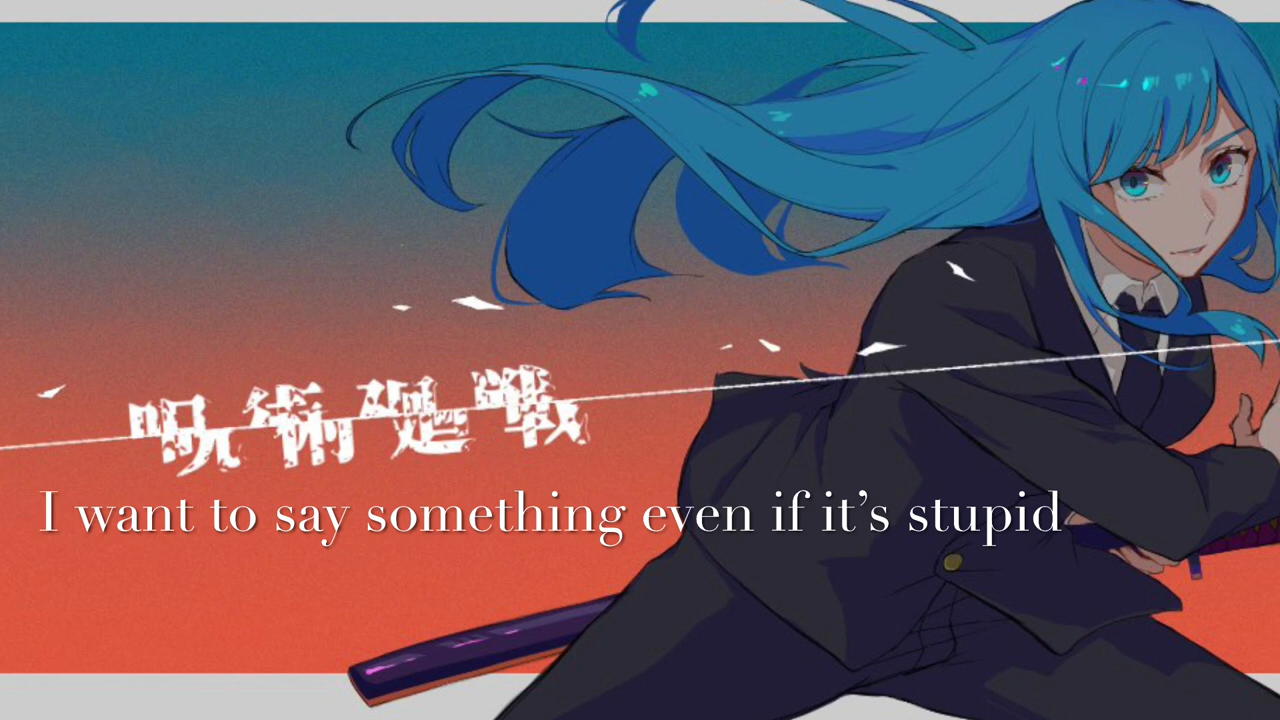 呪術廻戦
I want to say something even if it’s stupid